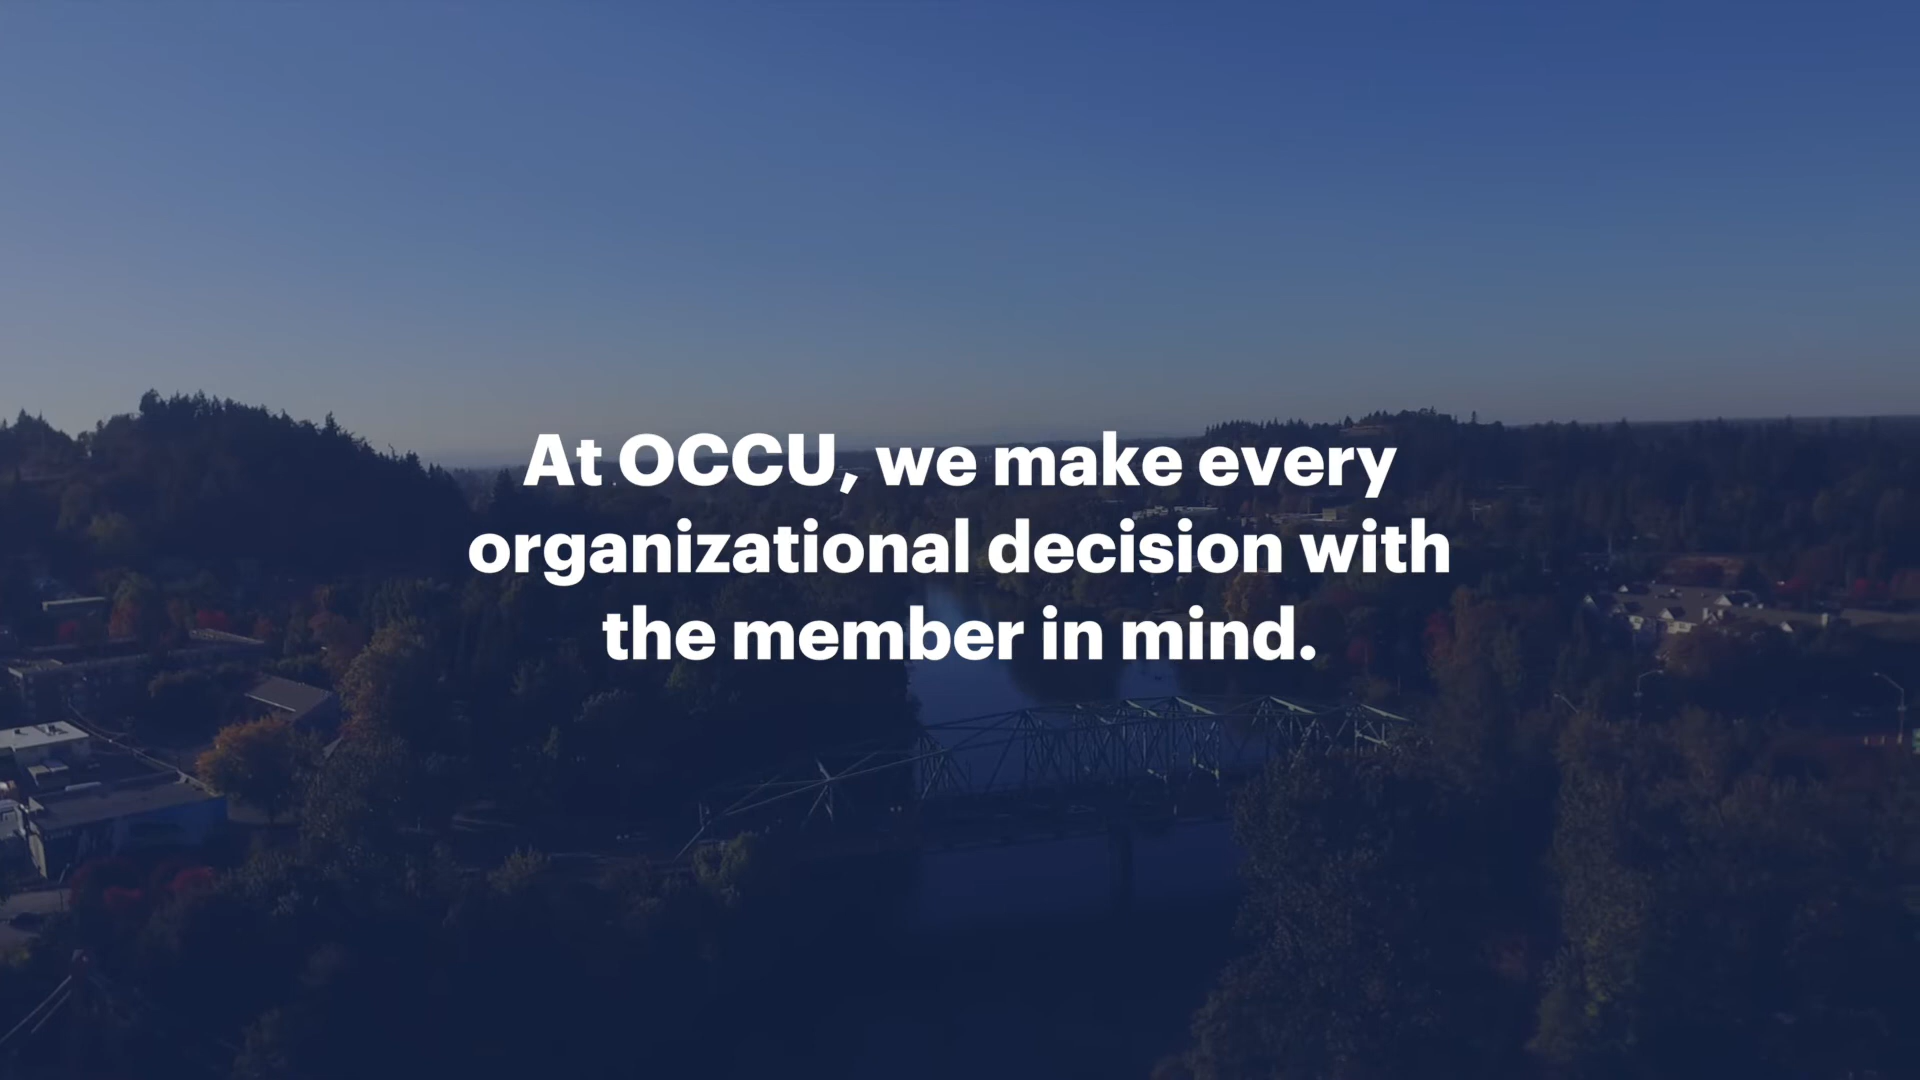 At OCCU, we make every
organizational decision with
the member in mind.